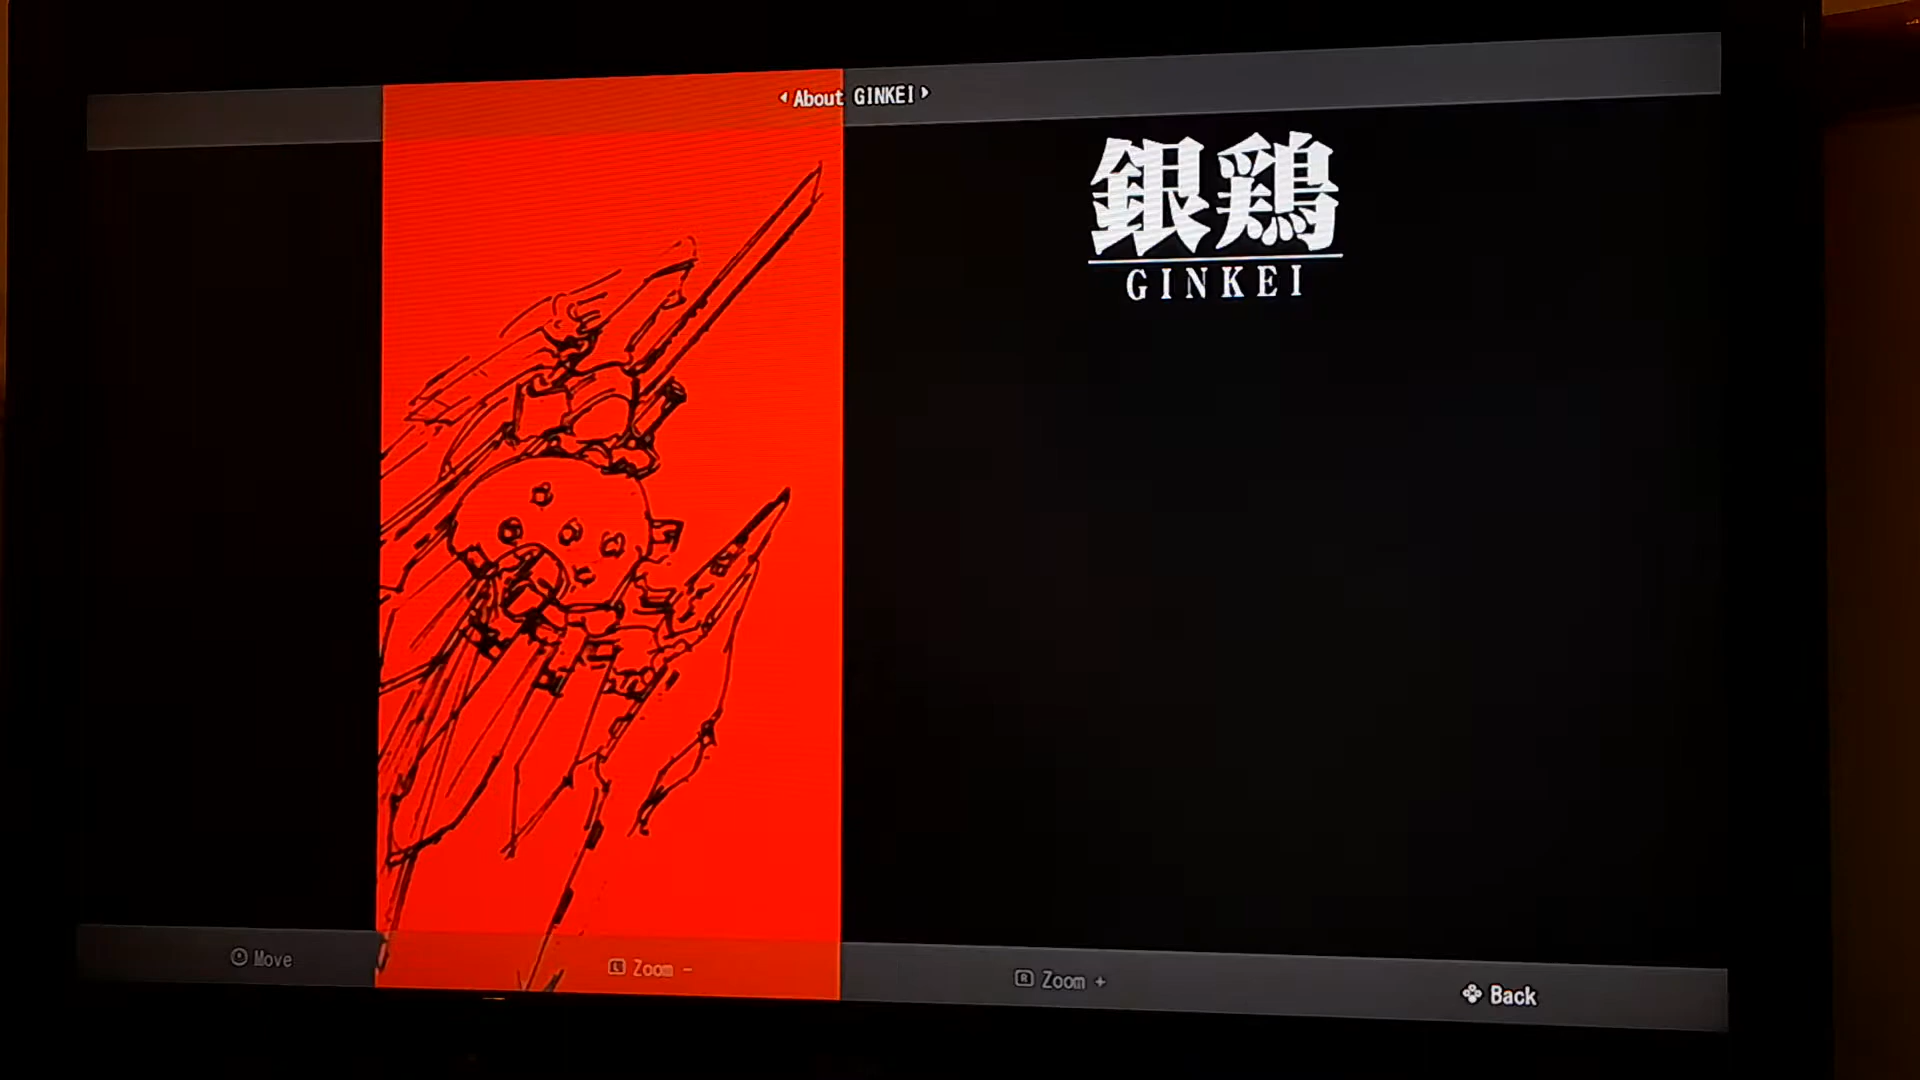 About GINKEI
銀鶏
GINKEI
Move
L Zoom -
R Zoom +
Back